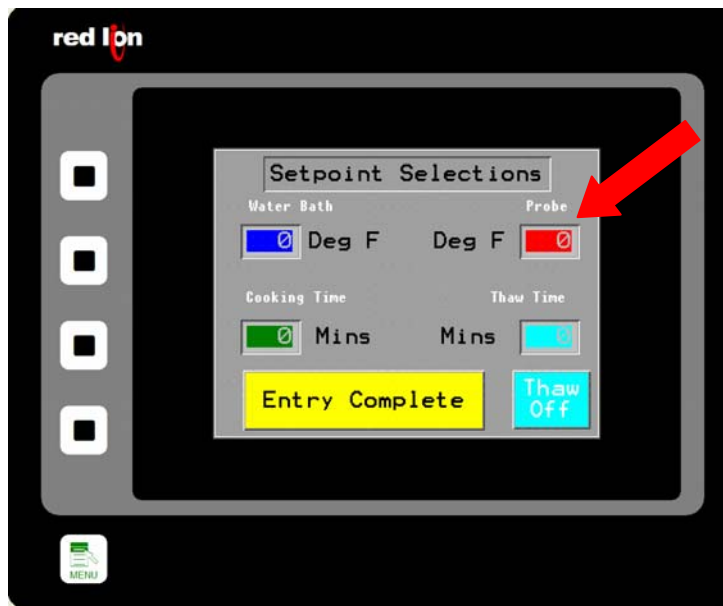 red lion
Setpoint Selections
Water Bath Probe
0 Deg F Deg F 0
Cooking Time Thaw Time
0 Mins Mins 0
Entry Complete
Thaw
Off
MENU